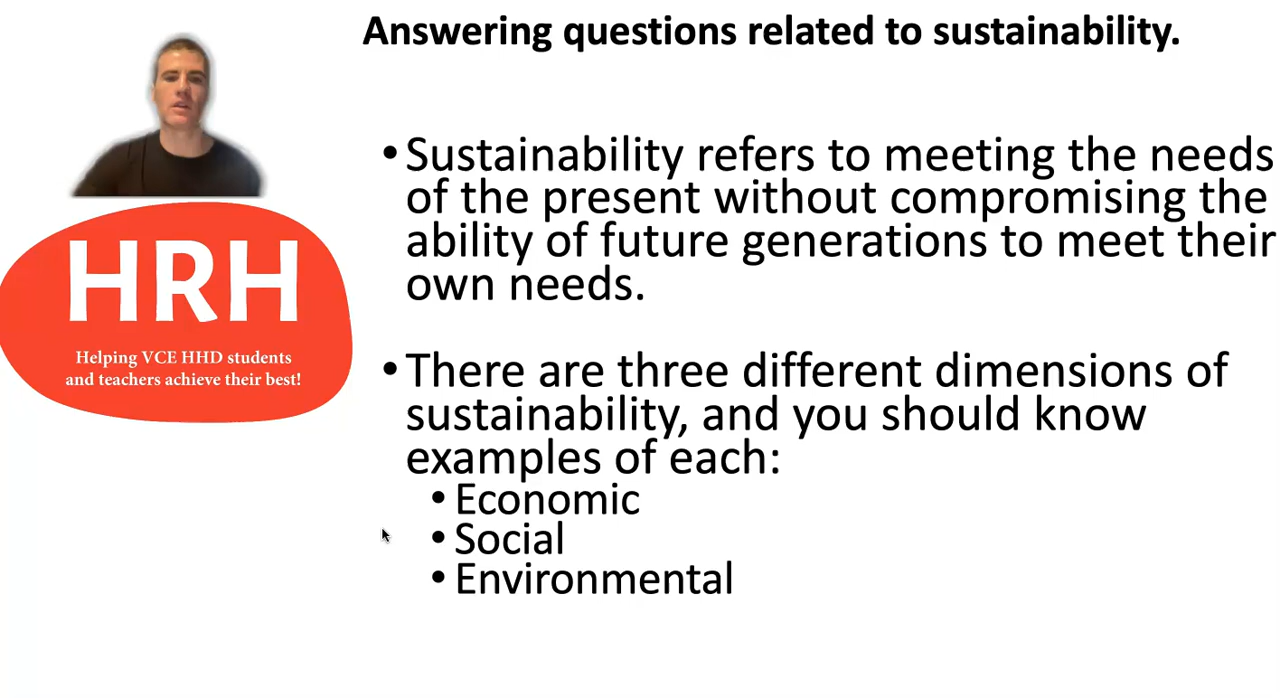 Answering questions related to sustainability.
HRH
Helping VCE HHD students
and teachers achieve their best!
• Sustainability refers to meeting the needs
of the present without compromising the
ability of future generations to meet their
own needs.
• There are three different dimensions of
sustainability, and you should know
examples of each:
• Economic
• Social
• Environmental